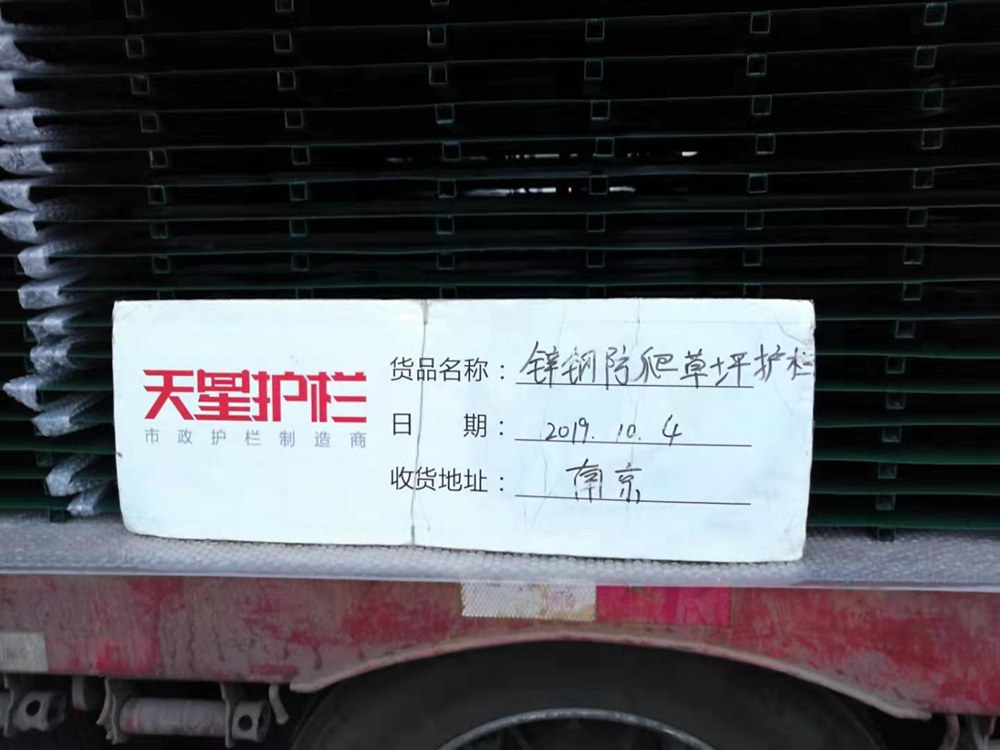 天星护栏
市政护栏制造商
货品名称：锌钢防爬草坪护栏
日 期：2019.10.4
收货地址：南京